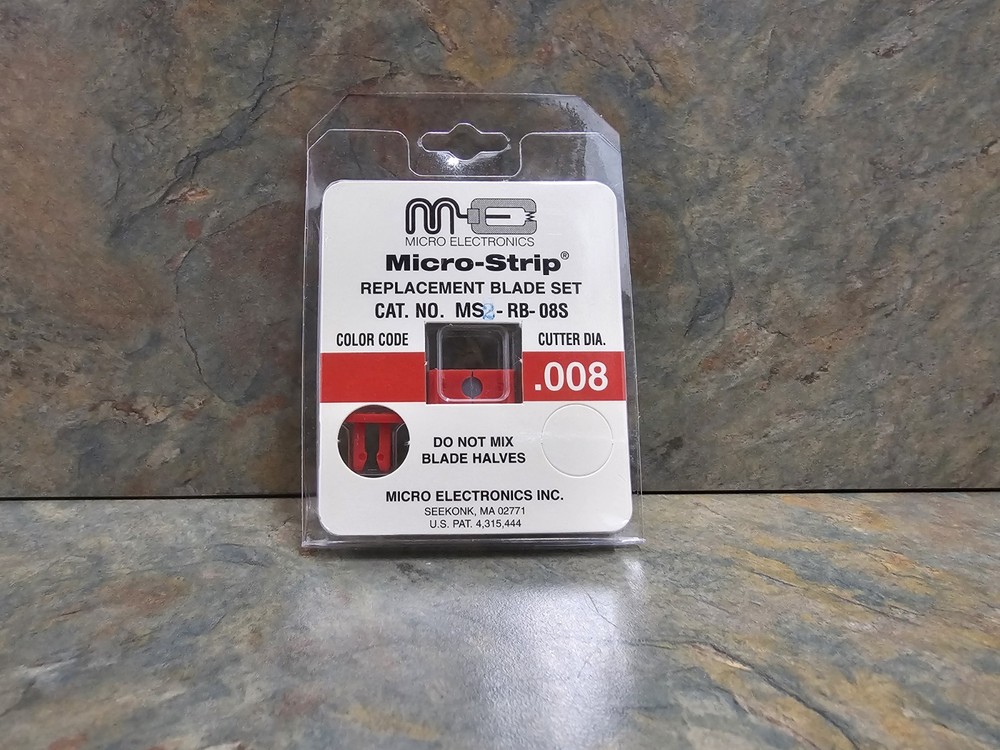 MICRO ELECTRONICS
Micro-Strip®
REPLACEMENT BLADE SET
CAT. NO. MS2-RB-08S
COLOR CODE
CUTTER DIA.
.008
DO NOT MIX
BLADE HALVES
MICRO ELECTRONICS INC.
SEEKONK, MA 02771
U.S. PAT. 4,315,444